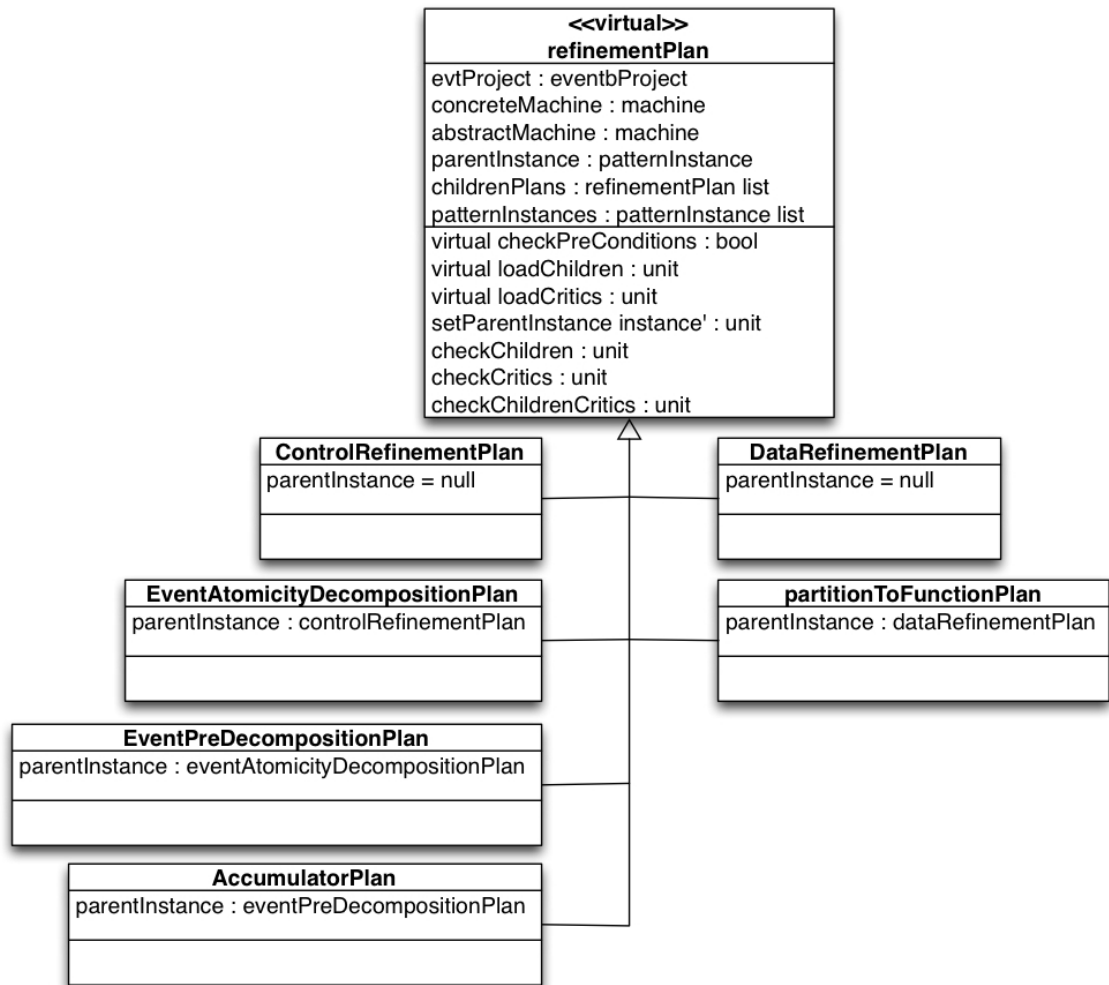 <<virtual>>
refinementPlan
evtProject : eventbProject
concreteMachine : machine
abstractMachine : machine
parentInstance : patternInstance
childrenPlans : refinementPlan list
patternInstances : patternInstance list
virtual checkPreConditions : bool
virtual loadChildren : unit
virtual loadCritics : unit
setParentInstance instance' : unit
checkChildren : unit
checkCritics : unit
checkChildrenCritics : unit
ControlRefinementPlan
parentInstance = null
DataRefinementPlan
parentInstance = null
EventAtomicityDecompositionPlan
parentInstance : controlRefinementPlan
partitionToFunctionPlan
parentInstance : dataRefinementPlan
EventPreDecompositionPlan
parentInstance : eventAtomicityDecompositionPlan
AccumulatorPlan
parentInstance : eventPreDecompositionPlan